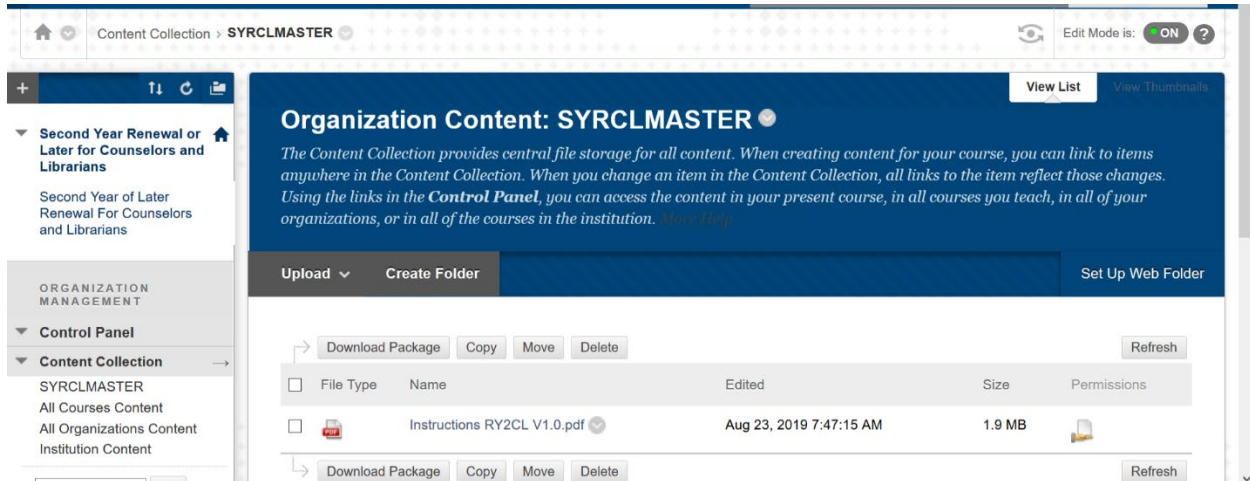 Content Collection > SYRCLMASTER
Edit Mode is: ON ?
+
Second Year Renewal or
Later for Counselors and
Librarians
Second Year of Later
Renewal For Counselors
and Librarians
ORGANIZATION
MANAGEMENT
Control Panel
Content Collection →
SYRCLMASTER
All Courses Content
All Organizations Content
Institution Content
View List View Thumbnails
Organization Content: SYRCLMASTER
The Content Collection provides central file storage for all content. When creating content for your course, you can link to items
anywhere in the Content Collection. When you change an item in the Content Collection, all links to the item reflect those changes.
Using the links in the Control Panel, you can access the content in your present course, in all courses you teach, in all of your
organizations, or in all of the courses in the institution. More Help
Upload Create Folder Set Up Web Folder
Download Package Copy Move Delete Refresh
File Type Name Edited Size Permissions
PDF Instructions RY2CL V1.0.pdf Aug 23, 2019 7:47:15 AM 1.9 MB
Download Package Copy Move Delete Refresh